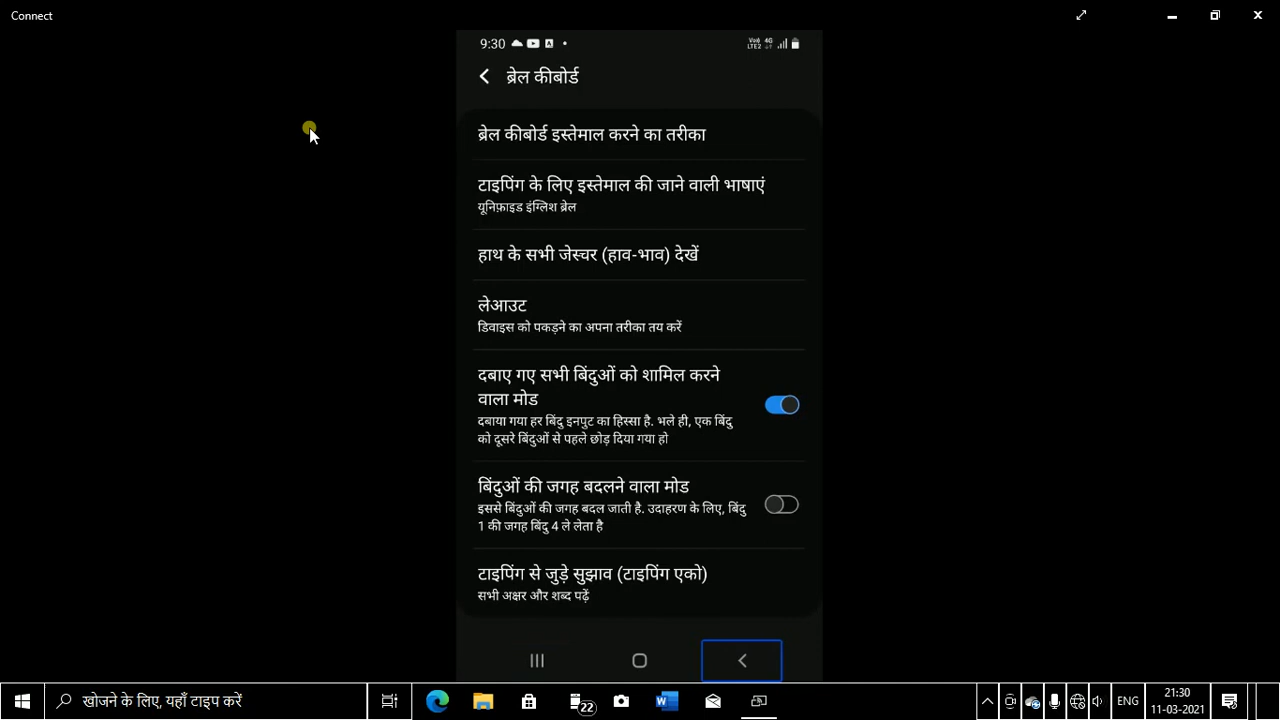 Connect
9:30
VoI) 4G
LTE2
ब्रेल कीबोर्ड
ब्रेल कीबोर्ड इस्तेमाल करने का तरीका
टाइपिंग के लिए इस्तेमाल की जाने वाली भाषाएं
यूनिफ़ाइड इंग्लिश ब्रेल
हाथ के सभी जेस्चर (हाव-भाव) देखें
लेआउट
डिवाइस को पकड़ने का अपना तरीका तय करें
दबाए गए सभी बिंदुओं को शामिल करने
वाला मोड
दबाया गया हर बिंदु इनपुट का हिस्सा है. भले ही, एक बिंदु
को दूसरे बिंदुओं से पहले छोड़ दिया गया हो
बिंदुओं की जगह बदलने वाला मोड
इससे बिंदुओं की जगह बदल जाती है. उदाहरण के लिए, बिंदु
1 की जगह बिंदु 4 ले लेता है
टाइपिंग से जुड़े सुझाव (टाइपिंग एको)
सभी अक्षर और शब्द पढ़ें
खोजने के लिए, यहाँ टाइप करें
22
ENG
21:30
11-03-2021